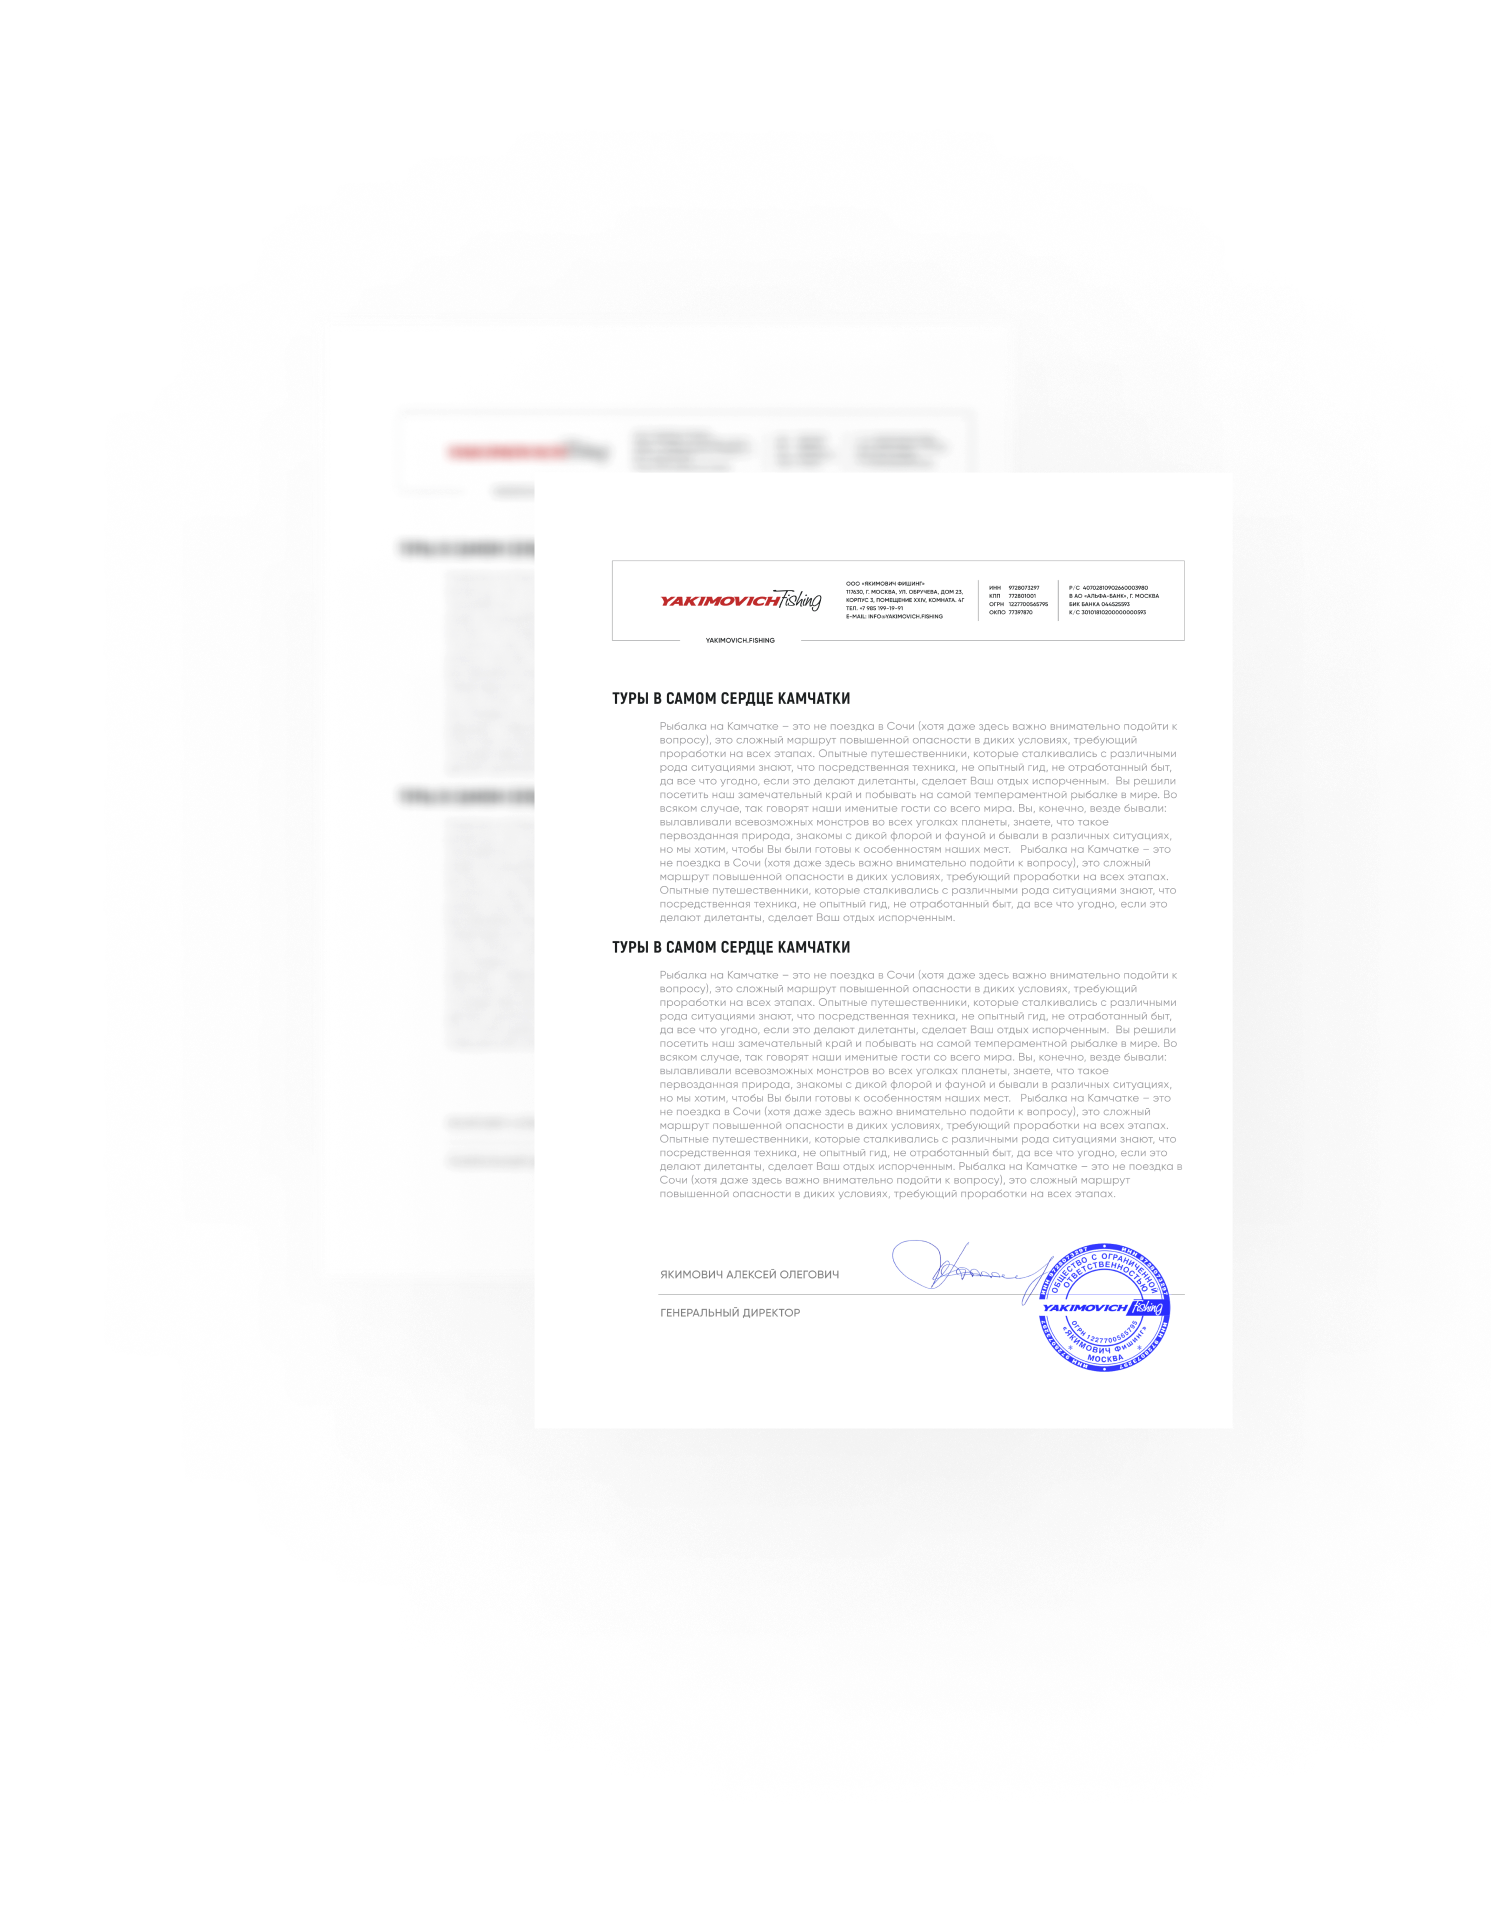 YAKIMOVICH Fishing
ООО «ЯКИМОВИЧ ФИШИНГ»
117630, Г. МОСКВА, УЛ. ОБРУЧЕВА, ДОМ 23,
КОРПУС 3, ПОМЕЩЕНИЕ XXIV, КОМНАТА. 4Г
ТЕЛ. +7 985 199-19-91
E-MAIL: INFO@YAKIMOVICH.FISHING
ИНН 9728073297
КПП 772801001
ОГРН 1227700565795
ОКПО 77397870
Р/С 40702810902660003980
В АО «АЛЬФА-БАНК», Г. МОСКВА
БИК БАНКА 044525593
К/С 30101810200000000593
YAKIMOVICH.FISHING
ТУРЫ В САМОМ СЕРДЦЕ КАМЧАТКИ
Рыбалка на Камчатке – это не поездка в Сочи (хотя даже здесь важно внимательно подойти к
вопросу), это сложный маршрут повышенной опасности в диких условиях, требующий
проработки на всех этапах. Опытные путешественники, которые сталкивались с различными
рода ситуациями знают, что посредственная техника, не опытный гид, не отработанный быт,
да все что угодно, если это делают дилетанты, сделает Ваш отдых испорченным. Вы решили
посетить наш замечательный край и побывать на самой темпераментной рыбалке в мире. Во
всяком случае, так говорят наши именитые гости со всего мира. Вы, конечно, везде бывали:
вылавливали всевозможных монстров во всех уголках планеты, знаете, что такое
первозданная природа, знакомы с дикой флорой и фауной и бывали в различных ситуациях,
но мы хотим, чтобы Вы были готовы к особенностям наших мест. Рыбалка на Камчатке – это
не поездка в Сочи (хотя даже здесь важно внимательно подойти к вопросу), это сложный
маршрут повышенной опасности в диких условиях, требующий проработки на всех этапах.
Опытные путешественники, которые сталкивались с различными рода ситуациями знают, что
посредственная техника, не опытный гид, не отработанный быт, да все что угодно, если это
делают дилетанты, сделает Ваш отдых испорченным.
ТУРЫ В САМОМ СЕРДЦЕ КАМЧАТКИ
Рыбалка на Камчатке – это не поездка в Сочи (хотя даже здесь важно внимательно подойти к
вопросу), это сложный маршрут повышенной опасности в диких условиях, требующий
проработки на всех этапах. Опытные путешественники, которые сталкивались с различными
рода ситуациями знают, что посредственная техника, не опытный гид, не отработанный быт,
да все что угодно, если это делают дилетанты, сделает Ваш отдых испорченным. Вы решили
посетить наш замечательный край и побывать на самой темпераментной рыбалке в мире. Во
всяком случае, так говорят наши именитые гости со всего мира. Вы, конечно, везде бывали:
вылавливали всевозможных монстров во всех уголках планеты, знаете, что такое
первозданная природа, знакомы с дикой флорой и фауной и бывали в различных ситуациях,
но мы хотим, чтобы Вы были готовы к особенностям наших мест. Рыбалка на Камчатке – это
не поездка в Сочи (хотя даже здесь важно внимательно подойти к вопросу), это сложный
маршрут повышенной опасности в диких условиях, требующий проработки на всех этапах.
Опытные путешественники, которые сталкивались с различными рода ситуациями знают, что
посредственная техника, не опытный гид, не отработанный быт, да все что угодно, если это
делают дилетанты, сделает Ваш отдых испорченным. Рыбалка на Камчатке – это не поездка в
Сочи (хотя даже здесь важно внимательно подойти к вопросу), это сложный маршрут
повышенной опасности в диких условиях, требующий проработки на всех этапах.
ЯКИМОВИЧ АЛЕКСЕЙ ОЛЕГОВИЧ
ГЕНЕРАЛЬНЫЙ ДИРЕКТОР
ИНН 9728073297 ИНН 9728073297
ОБЩЕСТВО С ОГРАНИЧЕННОЙ
ОТВЕТСТВЕННОСТЬЮ
YAKIMOVICH Fishing
ОГРН 1227700565795
«ЯКИМОВИЧ Фишинг»
МОСКВА
ИНН 9728073297 ИНН 9728073297